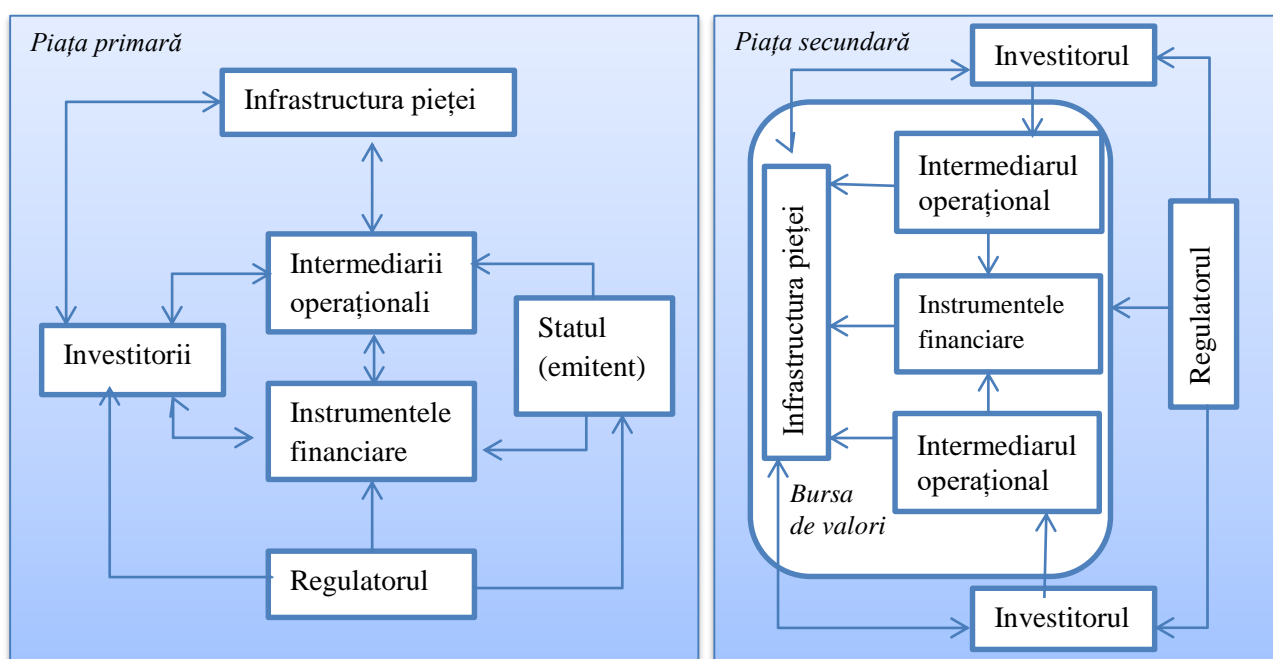 Piața primară
Infrastructura pieței
Intermediarii
operaționali
Statul
(emitent)
Investitorii
Instrumentele
financiare
Regulatorul
Piața secundară
Investitorul
Intermediarul
operațional
Infrastructura pieței
Instrumentele
financiare
Regulatorul
Intermediarul
operațional
Bursa
de valori
Investitorul